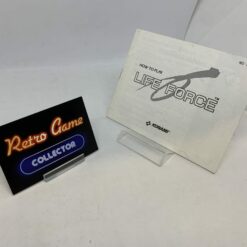 Retro Game
COLLECTOR
HOW TO PLAY
LIFE FORCE
KONAMI